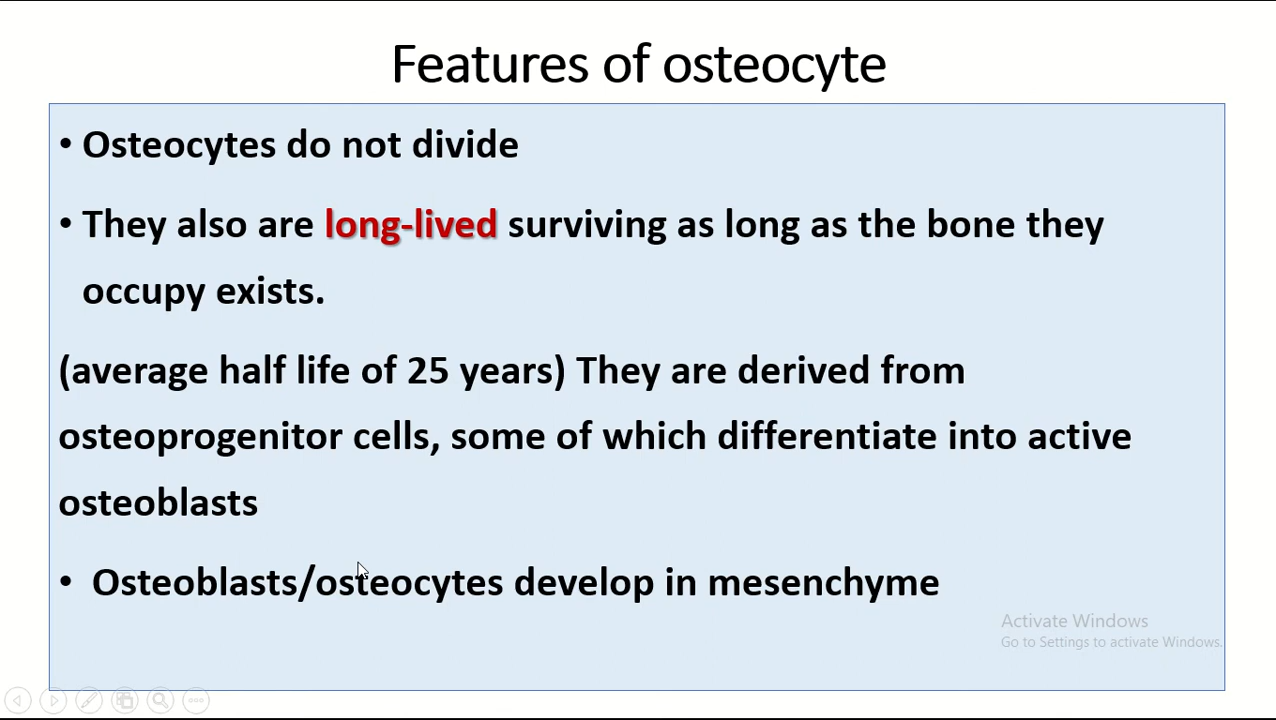 Features of osteocyte
• Osteocytes do not divide
• They also are long-lived surviving as long as the bone they
occupy exists.
(average half life of 25 years) They are derived from
osteoprogenitor cells, some of which differentiate into active
osteoblasts
• Osteoblasts/osteocytes develop in mesenchyme
Activate Windows
Go to Settings to activate Windows.